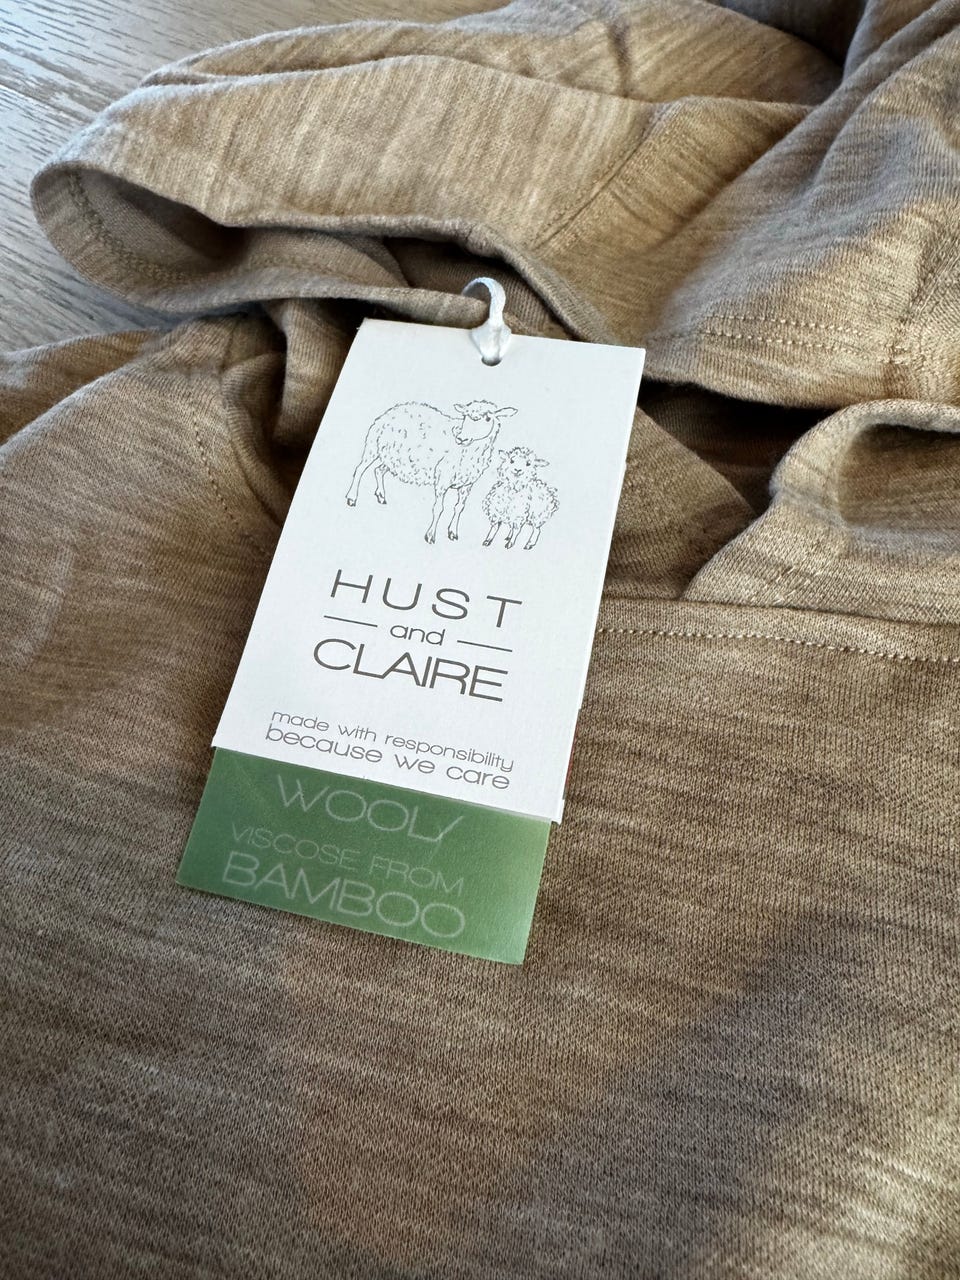 HUST
and
CLAIRE
made with responsibility
because we care
WOOL/
VISCOSE FROM
BAMBOO